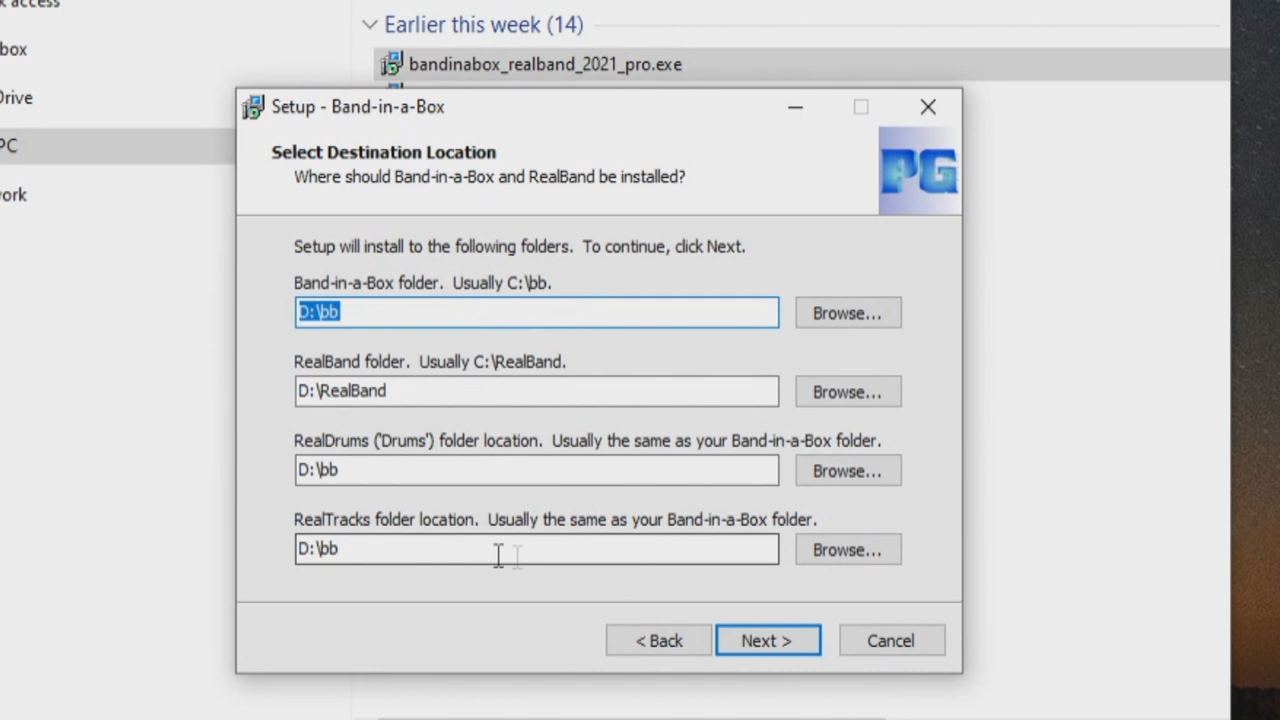 k access
Earlier this week (14)
box
bandinabox_realband_2021_pro.exe
Drive
Setup - Band-in-a-Box
PC
Select Destination Location
Where should Band-in-a-Box and RealBand be installed?
PG
work
Setup will install to the following folders. To continue, click Next.
Band-in-a-Box folder. Usually C:\bb.
D:\bb
Browse...
RealBand folder. Usually C:\RealBand.
D:\RealBand
Browse...
RealDrums ('Drums') folder location. Usually the same as your Band-in-a-Box folder.
D:\bb
Browse...
RealTracks folder location. Usually the same as your Band-in-a-Box folder.
D:\bb
Browse...
< Back
Next >
Cancel